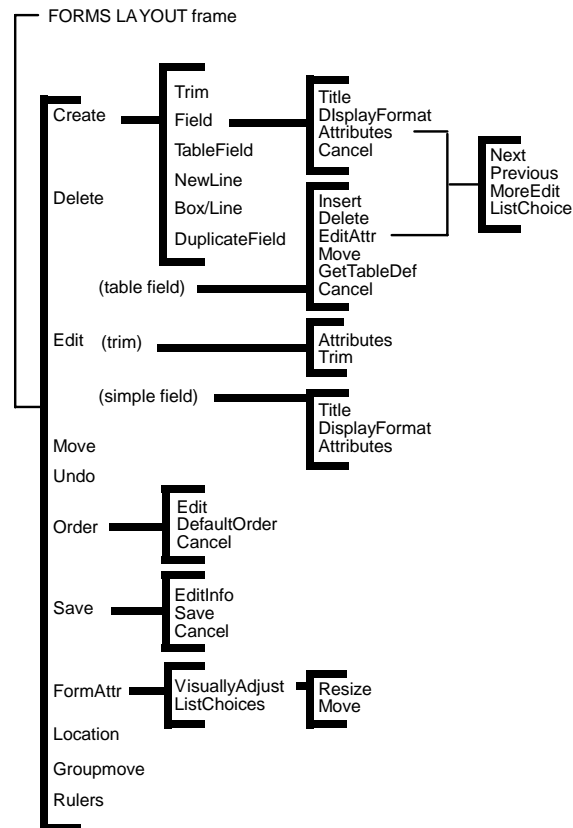 FORMS LAYOUT frame
Create
Trim
Field
TableField
NewLine
Box/Line
DuplicateField
Title
DIsplayFormat
Attributes
Cancel
Next
Previous
MoreEdit
ListChoice
Delete
Insert
Delete
EditAttr
Move
GetTableDef
Cancel
(table field)
Edit (trim)
Attributes
Trim
(simple field)
Title
DisplayFormat
Attributes
Move
Undo
Order
Edit
DefaultOrder
Cancel
Save
EditInfo
Save
Cancel
FormAttr
VisuallyAdjust
ListChoices
Resize
Move
Location
Groupmove
Rulers